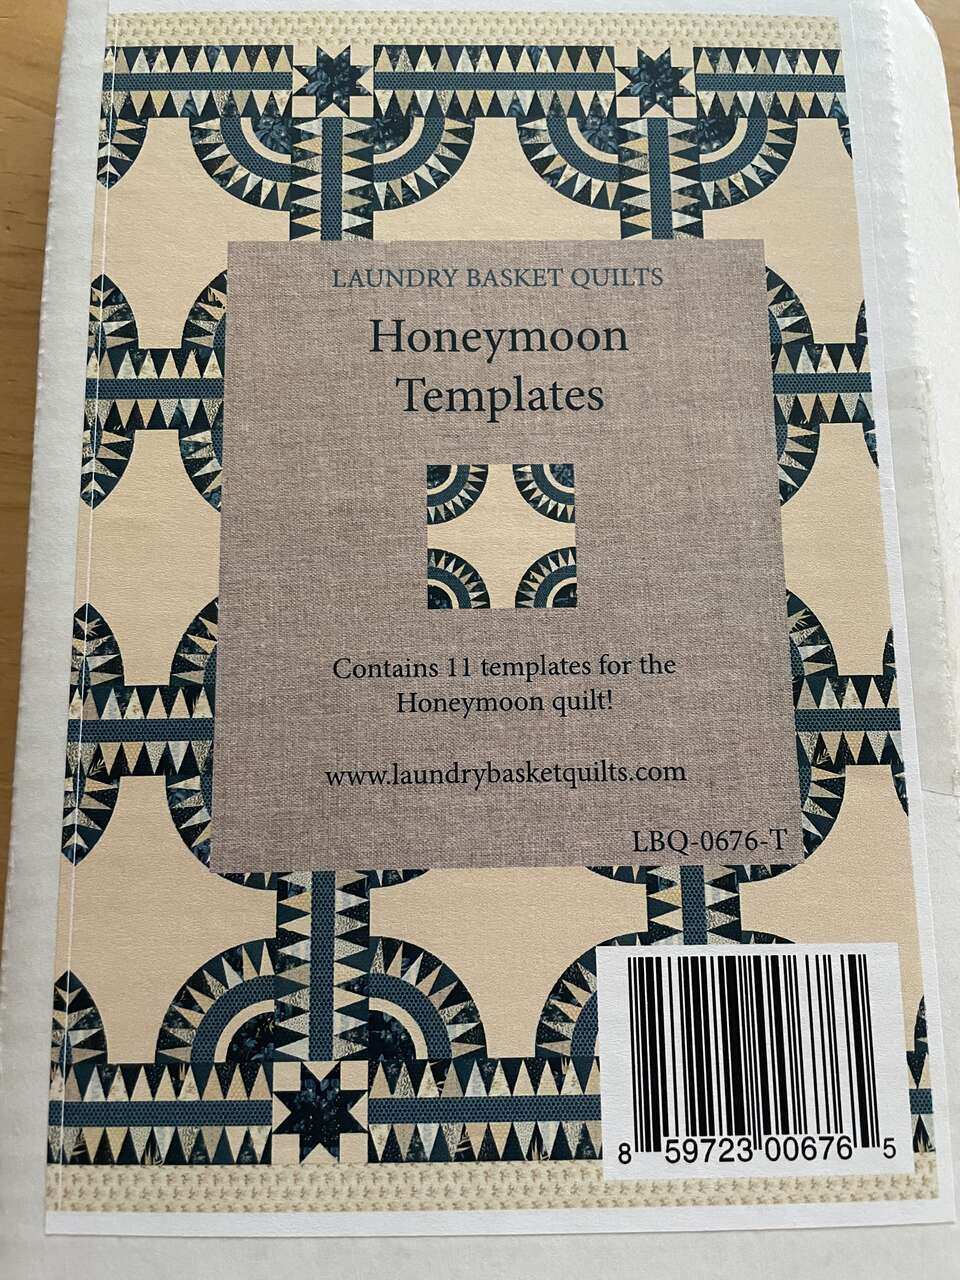 LAUNDRY BASKET QUILTS
Honeymoon
Templates
Contains 11 templates for the
Honeymoon quilt!
www.laundrybasketquilts.com
LBQ-0676-T
8 59723 00676 5